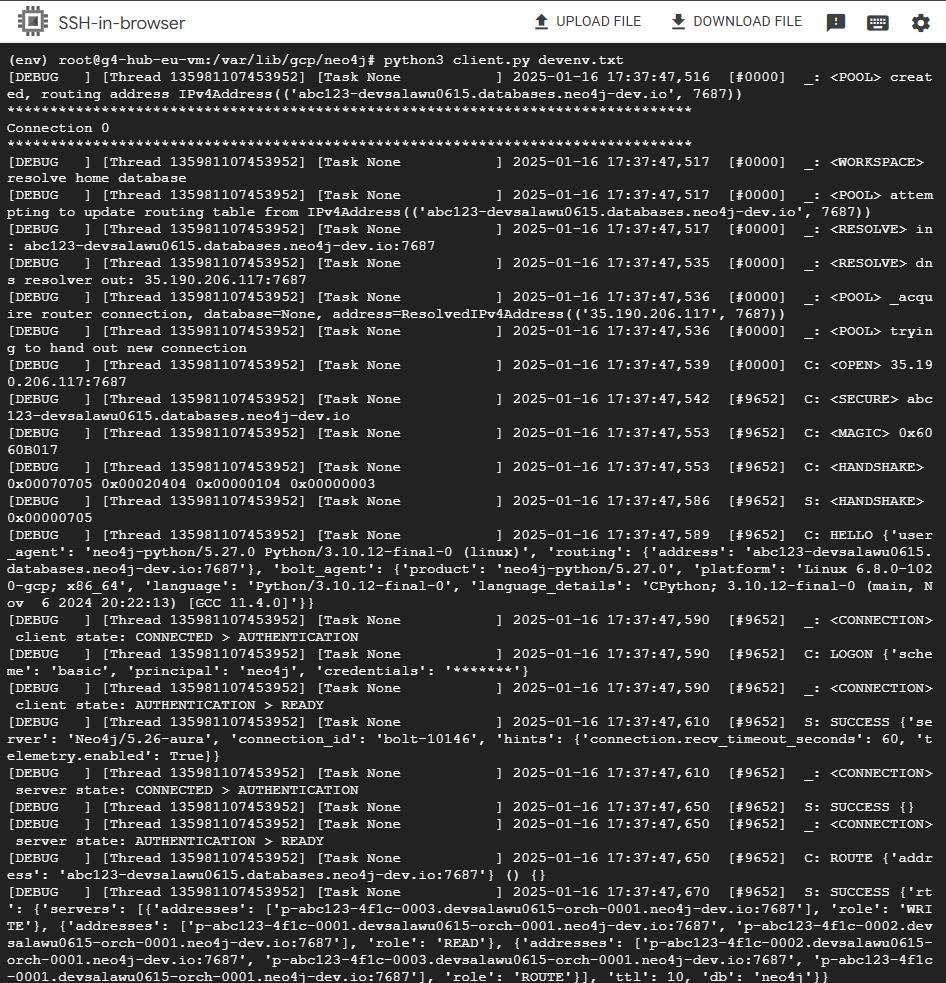 SSH-in-browser
UPLOAD FILE
DOWNLOAD FILE
(env) root@g4-hub-eu-vm:/var/lib/gcp/neo4j# python3 client.py devenv.txt
[DEBUG   ] [Thread 135981107453952] [Task None           ] 2025-01-16 17:37:47,516  [#0000]  _: <POOL> creat
ed, routing address IPv4Address(('abc123-devsalawu0615.databases.neo4j-dev.io', 7687))
********************************************************************************
Connection 0
********************************************************************************
[DEBUG   ] [Thread 135981107453952] [Task None           ] 2025-01-16 17:37:47,517  [#0000]  _: <WORKSPACE>
resolve home database
[DEBUG   ] [Thread 135981107453952] [Task None           ] 2025-01-16 17:37:47,517  [#0000]  _: <POOL> attem
pting to update routing table from IPv4Address(('abc123-devsalawu0615.databases.neo4j-dev.io', 7687))
[DEBUG   ] [Thread 135981107453952] [Task None           ] 2025-01-16 17:37:47,517  [#0000]  _: <RESOLVE> in
: abc123-devsalawu0615.databases.neo4j-dev.io:7687
[DEBUG   ] [Thread 135981107453952] [Task None           ] 2025-01-16 17:37:47,535  [#0000]  _: <RESOLVE> dn
s resolver out: 35.190.206.117:7687
[DEBUG   ] [Thread 135981107453952] [Task None           ] 2025-01-16 17:37:47,536  [#0000]  _: <POOL> _acqu
ire router connection, database=None, address=ResolvedIPv4Address(('35.190.206.117', 7687))
[DEBUG   ] [Thread 135981107453952] [Task None           ] 2025-01-16 17:37:47,536  [#0000]  _: <POOL> tryin
g to hand out new connection
[DEBUG   ] [Thread 135981107453952] [Task None           ] 2025-01-16 17:37:47,539  [#0000]  C: <OPEN> 35.19
0.206.117:7687
[DEBUG   ] [Thread 135981107453952] [Task None           ] 2025-01-16 17:37:47,542  [#9652]  C: <SECURE> abc
123-devsalawu0615.databases.neo4j-dev.io
[DEBUG   ] [Thread 135981107453952] [Task None           ] 2025-01-16 17:37:47,553  [#9652]  C: <MAGIC> 0x60
60B017
[DEBUG   ] [Thread 135981107453952] [Task None           ] 2025-01-16 17:37:47,553  [#9652]  C: <HANDSHAKE>
0x00070705 0x00020404 0x00000104 0x00000003
[DEBUG   ] [Thread 135981107453952] [Task None           ] 2025-01-16 17:37:47,586  [#9652]  S: <HANDSHAKE>
0x00000705
[DEBUG   ] [Thread 135981107453952] [Task None           ] 2025-01-16 17:37:47,589  [#9652]  C: HELLO {'user
_agent': 'neo4j-python/5.27.0 Python/3.10.12-final-0 (linux)', 'routing': {'address': 'abc123-devsalawu0615.
databases.neo4j-dev.io:7687'}, 'bolt_agent': {'product': 'neo4j-python/5.27.0', 'platform': 'Linux 6.8.0-102
0-gcp; x86_64', 'language': 'Python/3.10.12-final-0', 'language_details': 'CPython; 3.10.12-final-0 (main, N
ov  6 2024 20:22:13) [GCC 11.4.0]'}}
[DEBUG   ] [Thread 135981107453952] [Task None           ] 2025-01-16 17:37:47,590  [#9652]  _: <CONNECTION>
 client state: CONNECTED > AUTHENTICATION
[DEBUG   ] [Thread 135981107453952] [Task None           ] 2025-01-16 17:37:47,590  [#9652]  C: LOGON {'sche
me': 'basic', 'principal': 'neo4j', 'credentials': '*******'}
[DEBUG   ] [Thread 135981107453952] [Task None           ] 2025-01-16 17:37:47,590  [#9652]  _: <CONNECTION>
 client state: AUTHENTICATION > READY
[DEBUG   ] [Thread 135981107453952] [Task None           ] 2025-01-16 17:37:47,610  [#9652]  S: SUCCESS {'se
rver': 'Neo4j/5.26-aura', 'connection_id': 'bolt-10146', 'hints': {'connection.recv_timeout_seconds': 60, 't
elemetry.enabled': True}}
[DEBUG   ] [Thread 135981107453952] [Task None           ] 2025-01-16 17:37:47,610  [#9652]  _: <CONNECTION>
 server state: CONNECTED > AUTHENTICATION
[DEBUG   ] [Thread 135981107453952] [Task None           ] 2025-01-16 17:37:47,650  [#9652]  S: SUCCESS {}
[DEBUG   ] [Thread 135981107453952] [Task None           ] 2025-01-16 17:37:47,650  [#9652]  _: <CONNECTION>
 server state: AUTHENTICATION > READY
[DEBUG   ] [Thread 135981107453952] [Task None           ] 2025-01-16 17:37:47,650  [#9652]  C: ROUTE {'addr
ess': 'abc123-devsalawu0615.databases.neo4j-dev.io:7687'} () {}
[DEBUG   ] [Thread 135981107453952] [Task None           ] 2025-01-16 17:37:47,670  [#9652]  S: SUCCESS {'rt
': {'servers': [{'addresses': ['p-abc123-4f1c-0003.devsalawu0615-orch-0001.neo4j-dev.io:7687'], 'role': 'WRI
TE'}, {'addresses': ['p-abc123-4f1c-0001.devsalawu0615-orch-0001.neo4j-dev.io:7687', 'p-abc123-4f1c-0002.dev
salawu0615-orch-0001.neo4j-dev.io:7687'], 'role': 'READ'}, {'addresses': ['p-abc123-4f1c-0002.devsalawu0615-
orch-0001.neo4j-dev.io:7687', 'p-abc123-4f1c-0003.devsalawu0615-orch-0001.neo4j-dev.io:7687', 'p-abc123-4f1c
-0001.devsalawu0615-orch-0001.neo4j-dev.io:7687'], 'role': 'ROUTE'}], 'ttl': 10, 'db': 'neo4j'}}